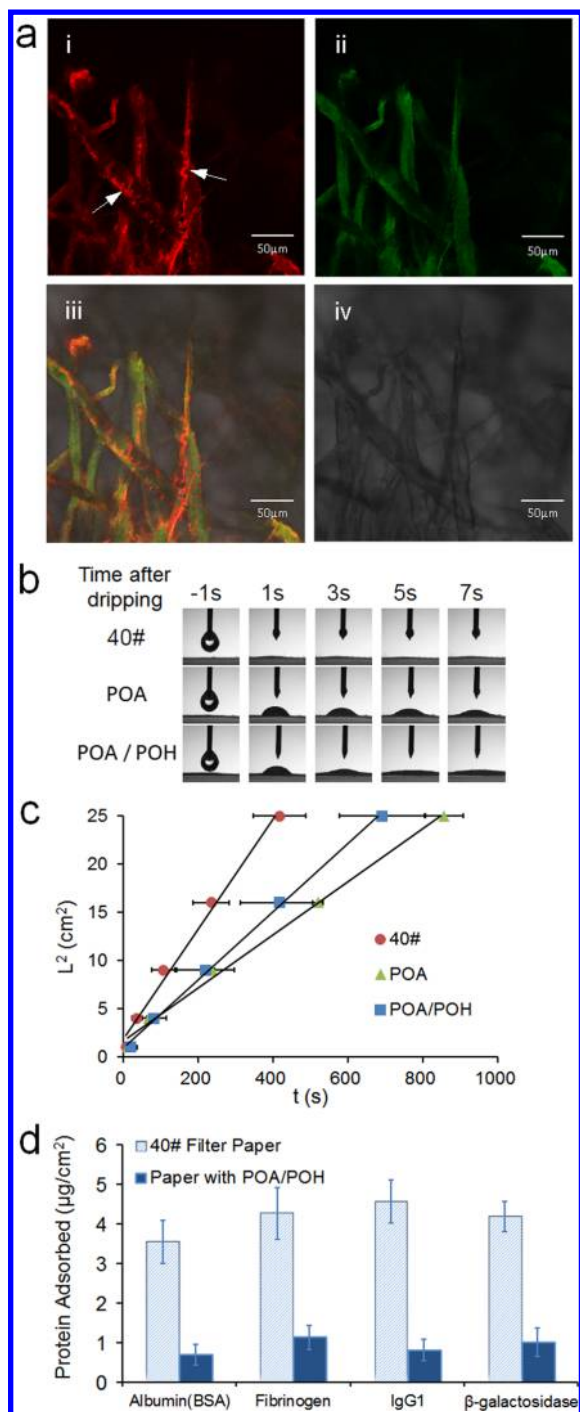 a
i
ii
50μm
50μm
iii
iv
50μm
50μm
b
Time after
dripping
-1s 1s 3s 5s 7s
40#
POA
POA / POH
c
25
20
15
10
5
0
L² (cm²)
40#
POA
POA/POH
0 200 400 600 800 1000
t (s)
d
40# Filter Paper
Paper with POA/POH
6
5
4
3
2
1
0
Protein Adsorbed (μg/cm²)
Albumin(BSA) Fibrinogen IgG1 β-galactosidase